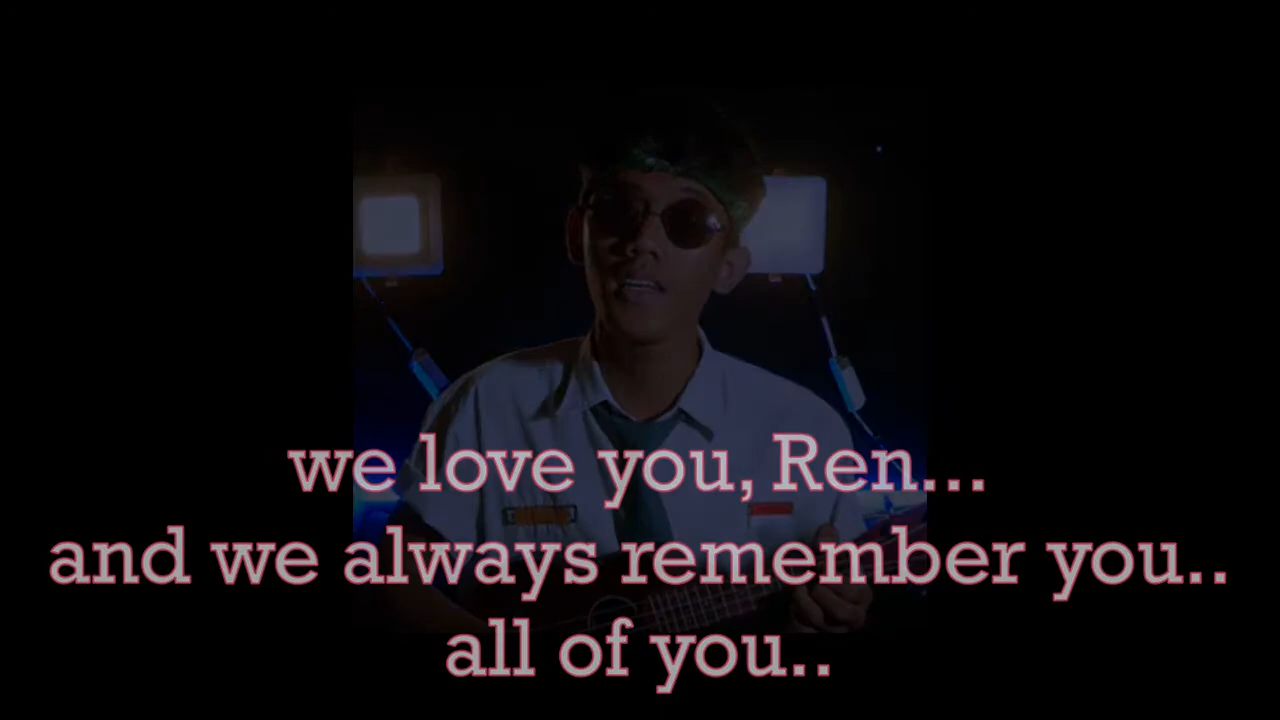 we love you, Ren...
and we always remember you..
all of you..